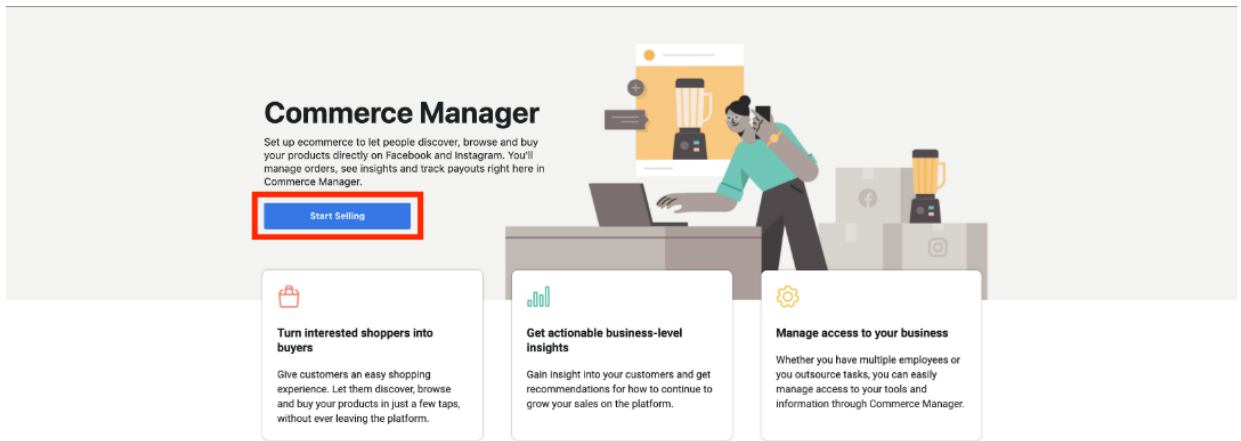 Commerce Manager
Set up ecommerce to let people discover, browse and buy
your products directly on Facebook and Instagram. You'll
manage orders, see insights and track payouts right here in
Commerce Manager.
Start Selling
Turn interested shoppers into
buyers
Give customers an easy shopping
experience. Let them discover, browse
and buy your products in just a few taps,
without ever leaving the platform.
Get actionable business-level
insights
Gain insight into your customers and get
recommendations for how to continue to
grow your sales on the platform.
Manage access to your business
Whether you have multiple employees or
you outsource tasks, you can easily
manage access to your tools and
information through Commerce Manager.